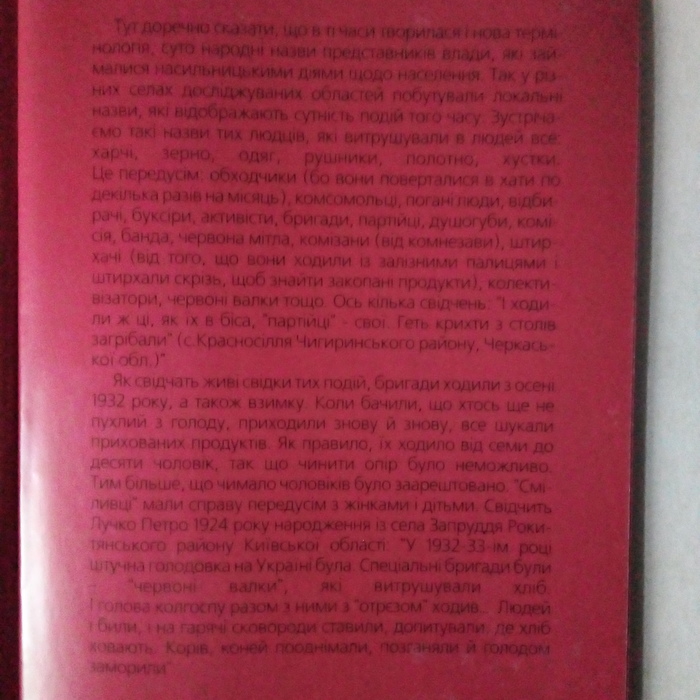 Тут доречно сказати, що в ті часи творилася і нова термі
нологія, суто народні назви представників влади, які зай-
малися насильницькими діями щодо населення. Так у різ-
них селах досліджуваних областей побутували локальні
назви, які відображають сутність подій того часу. Зустріча-
ємо такі назви тих людців, які витрушували в людей все:
харчі, зерно, одяг, рушники, полотно, хустки.
Це передусім: обходчики (бо вони поверталися в хати по
декілька разів на місяць), комсомольці, погані люди, відби-
рачі, буксіри, активісти, бригади, партійці, душогуби, комі-
сія, банда, червона мітла, комізани (від комнезави), штир-
хачі (від того, що вони ходили із залізними палицями і
штирхали скрізь, щоб знайти закопані продукти), колекти-
візатори, червоні валки тощо. Ось кілька свідчень: "І ходи-
ли ж ці, як їх в біса, "партійці" - свої. Геть крихти з столів
загрібали" (с.Красносілля Чигиринського району, Черкась-
кої обл.)"
Як свідчать живі свідки тих подій, бригади ходили з осені
1932 року, а також взимку. Коли бачили, що хтось ще не
пухлий з голоду, приходили знову й знову, все шукали
прихованих продуктів. Як правило, їх ходило від семи до
десяти чоловік, так що чинити опір було неможливо.
Тим більше, що чимало чоловіків було заарештовано. "Смі-
ливці" мали справу передусім з жінками і дітьми. Свідчить
Лучко Петро 1924 року народження із села Запруддя Роки-
тянського району Київської області: "У 1932-33-ім році
штучна голодовка на Україні була. Спеціальні бригади були
- "червоні валки", які витрушували хліб.
І голова колгоспу разом з ними з "отрєзом" ходив... Людей
і били, і на гарячі сковороди ставили, допитували: де хліб
ховають. Корів, коней пооднімали, позганяли й голодом
заморили"